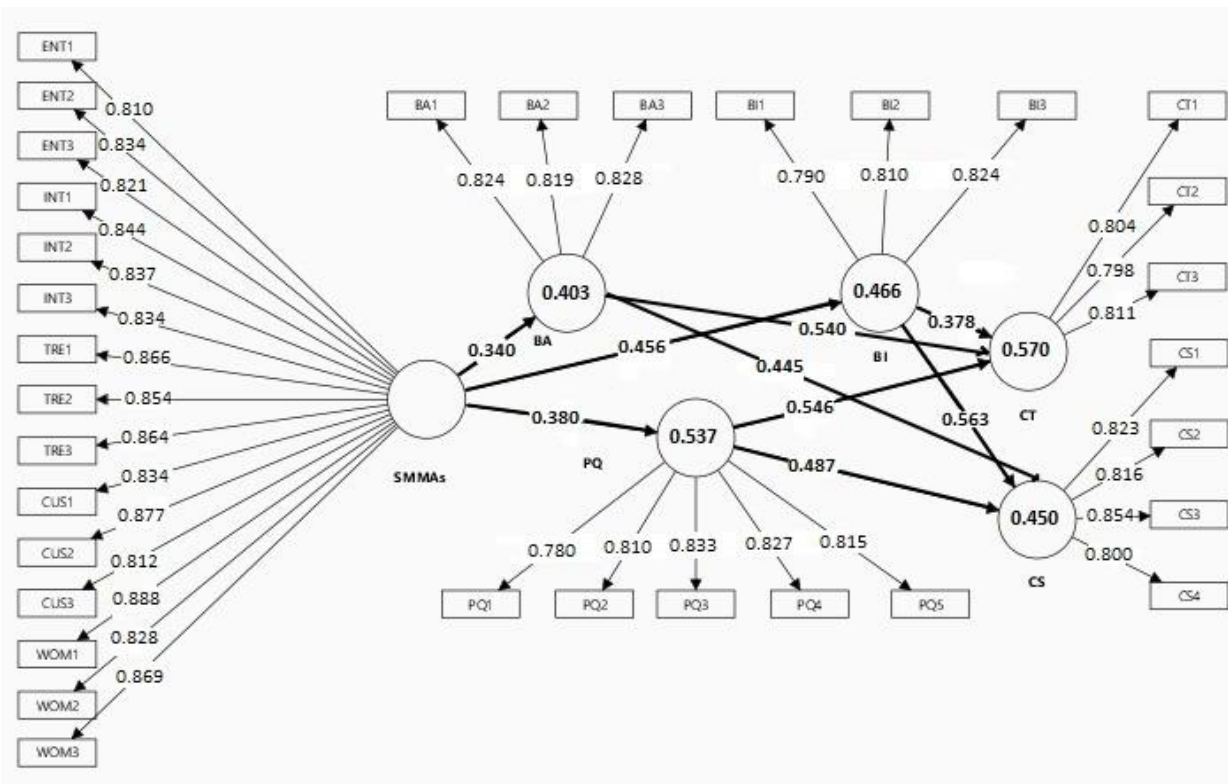 ENT1
ENT2
ENT3
INT1
INT2
INT3
TRE1
TRE2
TRE3
CUS1
CUS2
CUS3
WOM1
WOM2
WOM3
0.810
0.834
0.821
0.844
0.837
0.834
0.866
0.854
0.864
0.834
0.877
0.812
0.888
0.828
0.869
SMMAs
0.340
0.456
0.380
BA1 BA2 BA3
0.824 0.819 0.828
0.403
BA
BI1 BI2 BI3
0.790 0.810 0.824
0.466
BI
0.540
0.445
0.378
0.563
0.546
0.487
PQ
0.537
0.780 0.810 0.833 0.827 0.815
PQ1 PQ2 PQ3 PQ4 PQ5
CT1
CT2
CT3
0.804
0.798
0.811
0.570
CT
CS1
CS2
CS3
CS4
0.823
0.816
0.854
0.800
0.450
CS